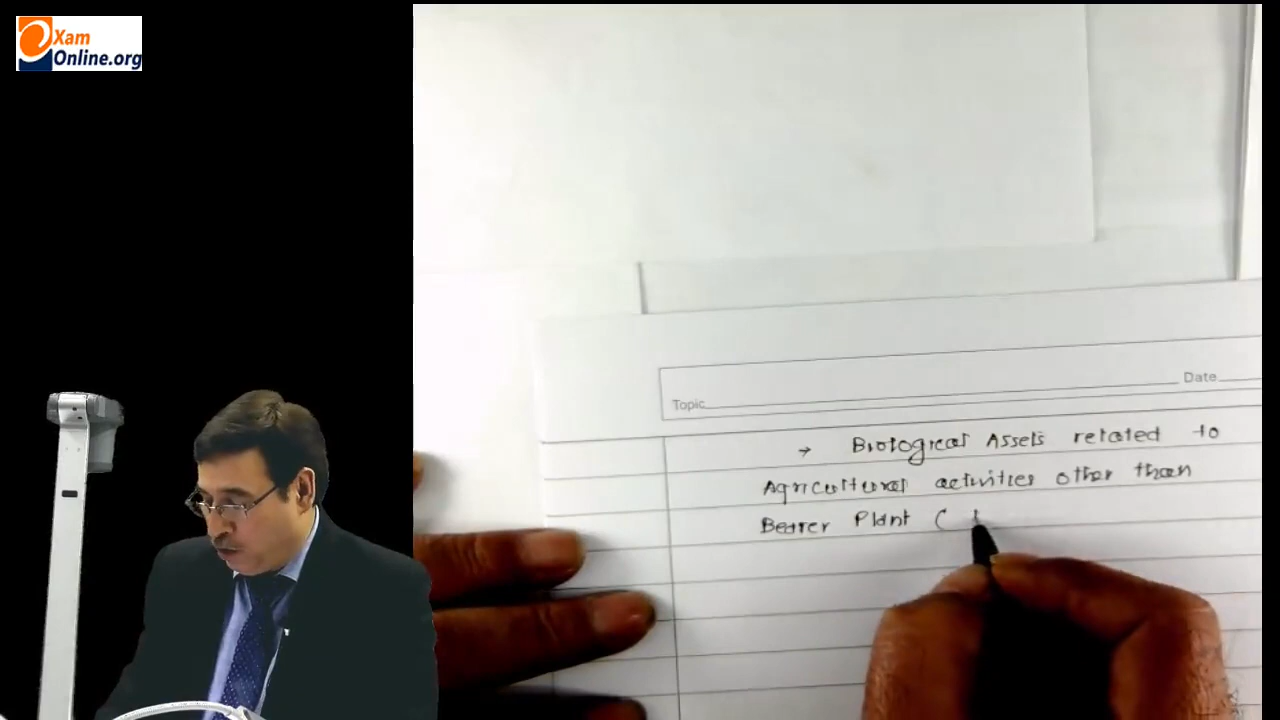 Xam
Online.org
Topic
Date
→ Biological Assets related to
Agricultural activities other than
Bearer Plant (